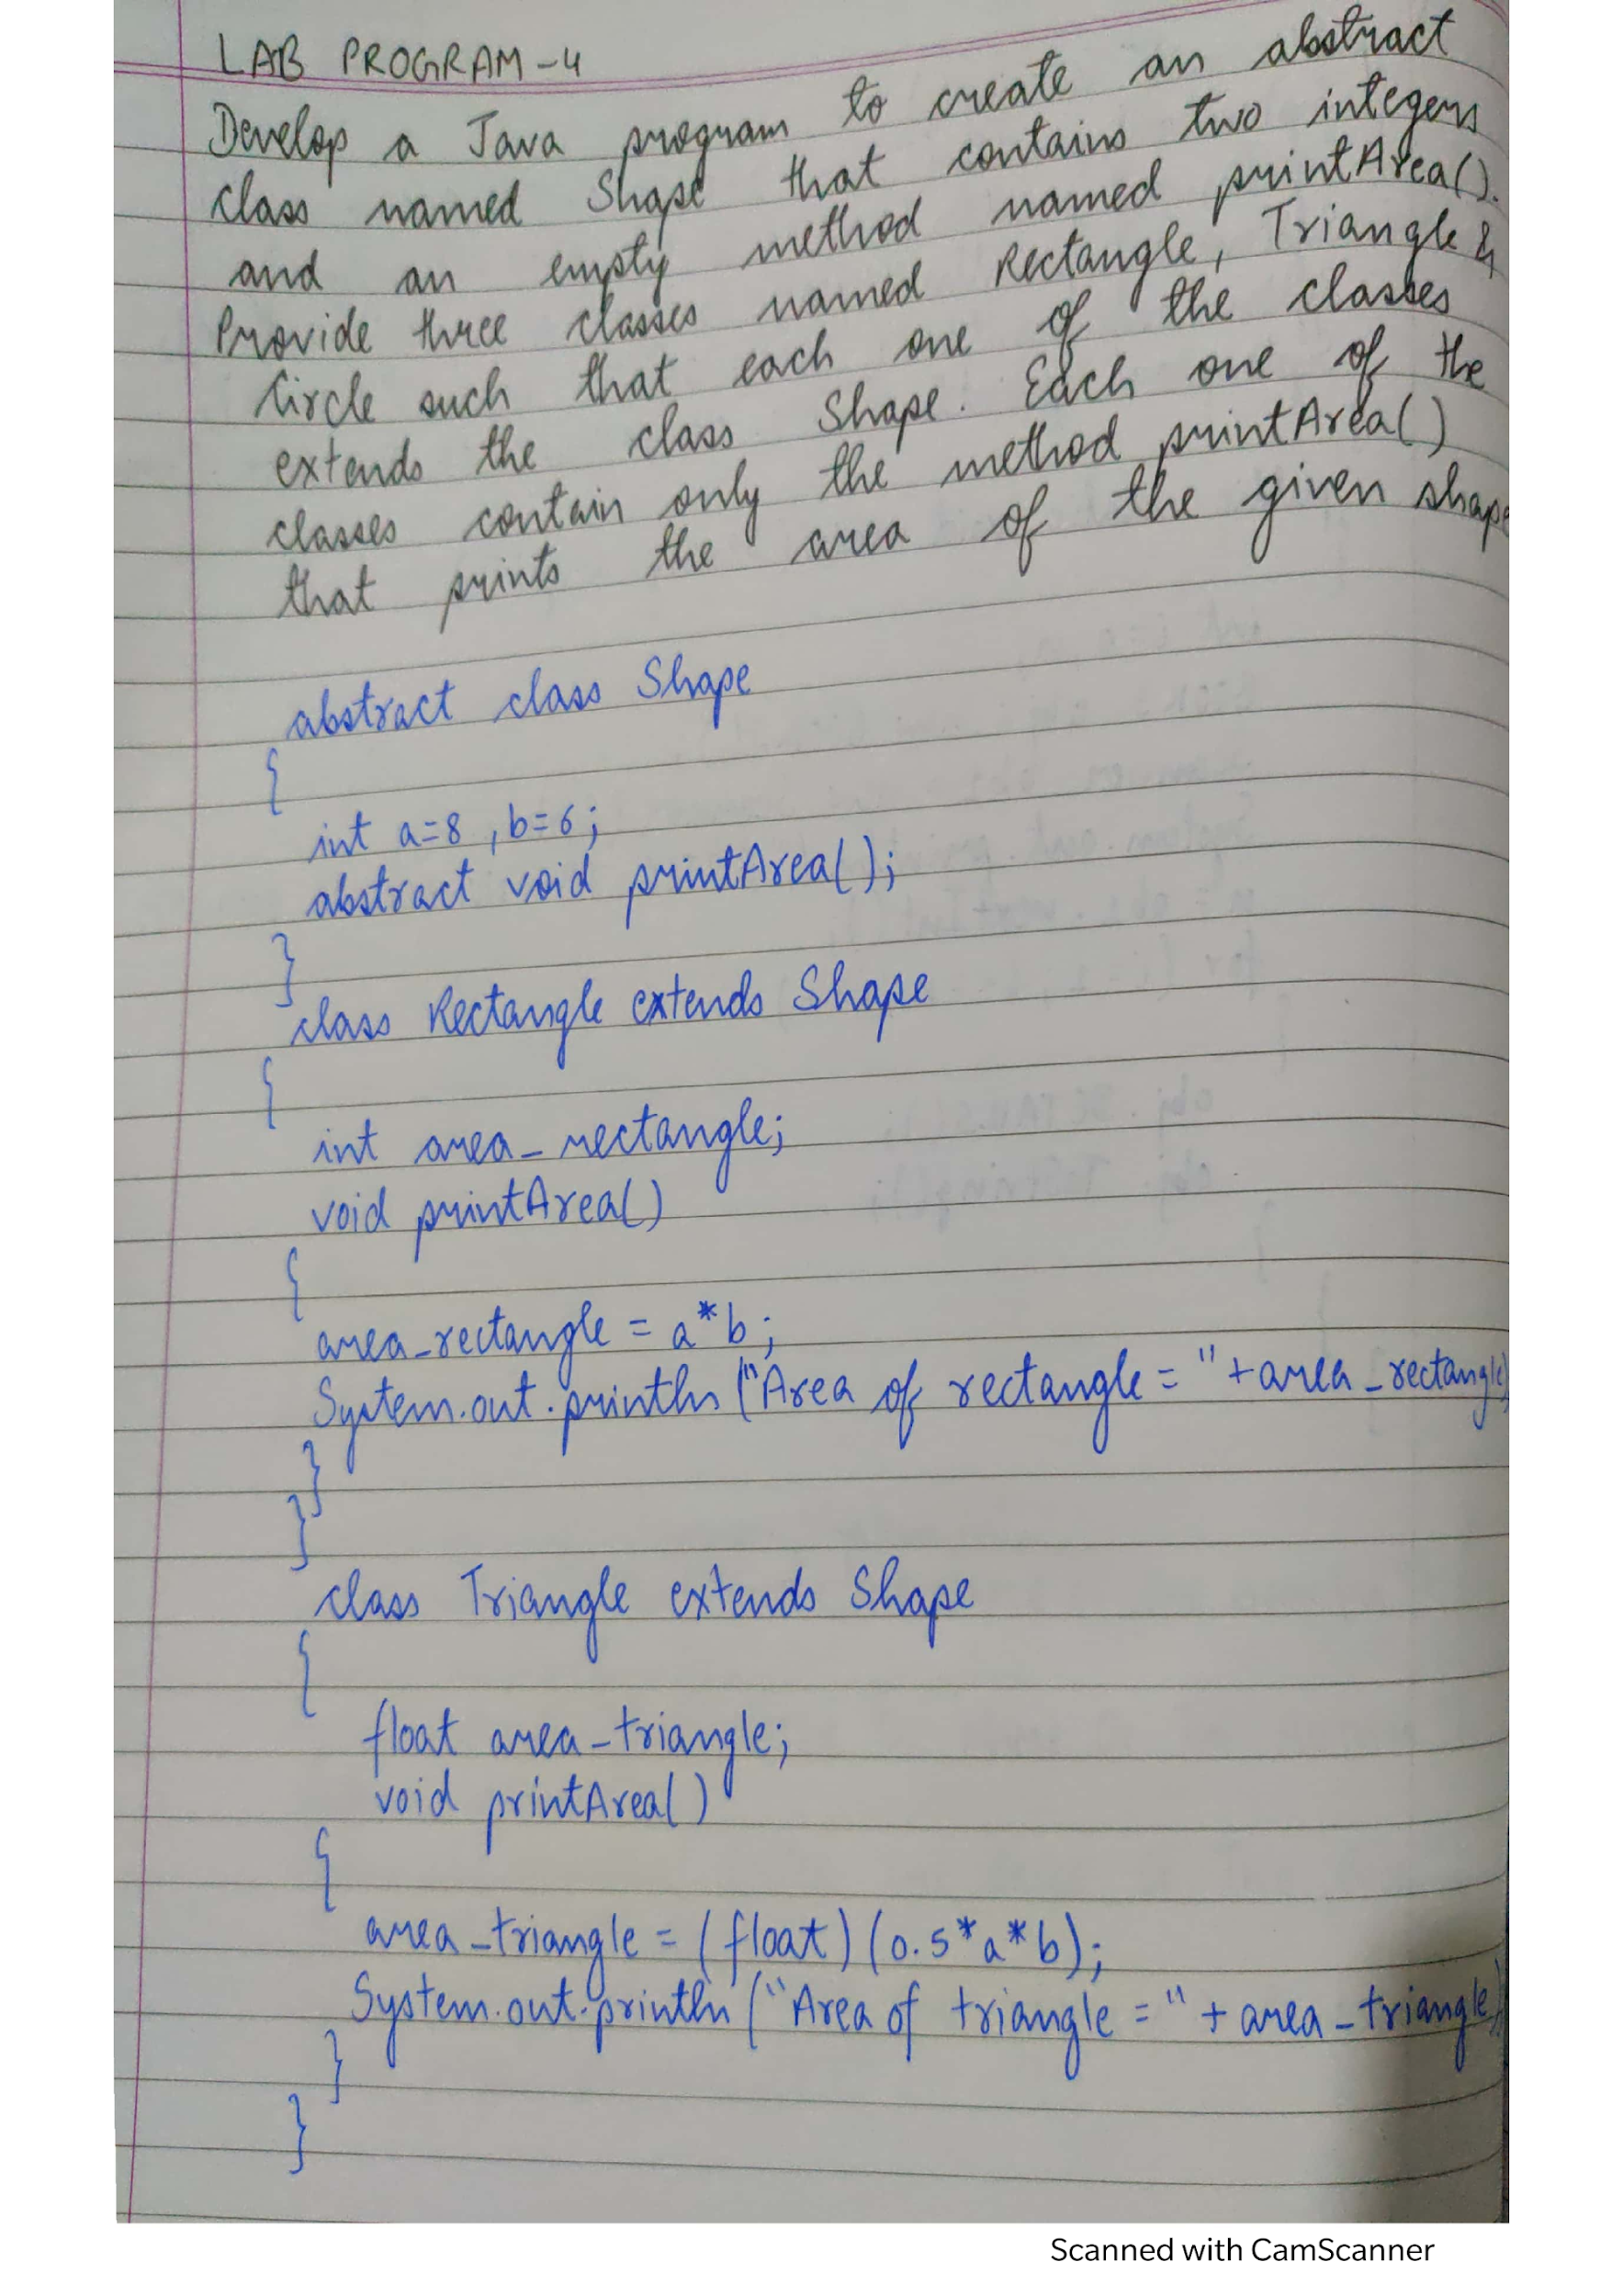 LAB PROGRAM-4
Develop a Java program to create an abstract
class named Shape that contains two integers
and an empty method named printArea().
Provide three classes named Rectangle, Triangle &
Circle such that each one of the classes
extends the class Shape. Each one of the
classes contain only the method printArea()
that prints the area of the given shape
abstract class Shape
{
int a=8 ,b=6;
abstract void printArea();
}
class Rectangle extends Shape
{
int area_rectangle;
void printArea()
{
area_rectangle = a*b;
System.out.println ("Area of rectangle = "+area_rectangle)
}
}
class Triangle extends Shape
{
float area_triangle;
void printArea()
{
area_triangle = (float)(0.5*a*b);
System.out.println ("Area of triangle = " + area_triangle)
}
}
Scanned with CamScanner